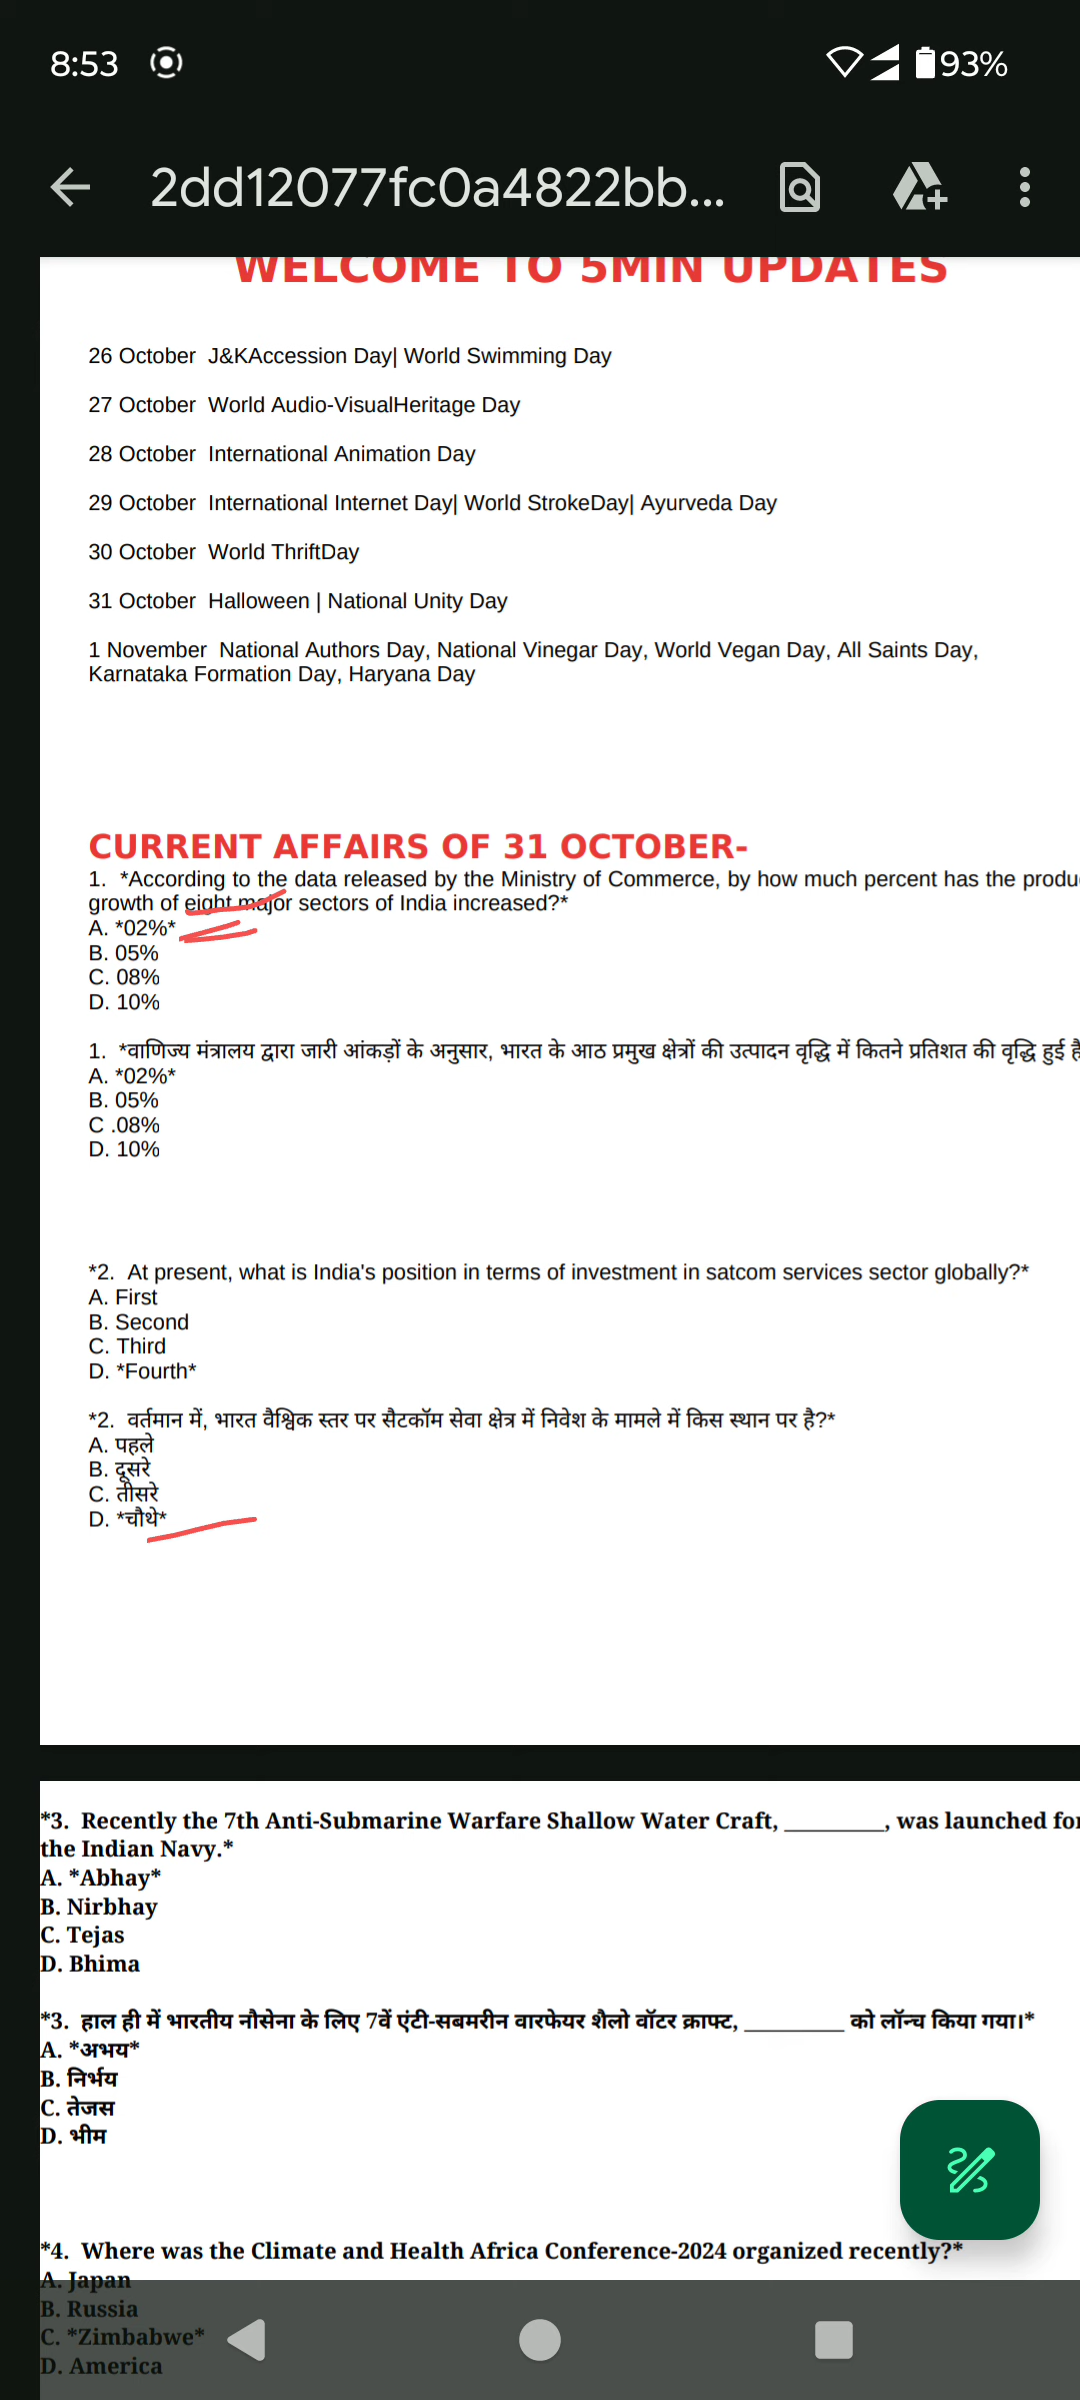 8:53
93%
2dd12077fc0a4822bb...
WELCOME TO 5MIN UPDATES
26 October  J&KAccession Day| World Swimming Day
27 October  World Audio-VisualHeritage Day
28 October  International Animation Day
29 October  International Internet Day| World StrokeDay| Ayurveda Day
30 October  World ThriftDay
31 October  Halloween | National Unity Day
1 November  National Authors Day, National Vinegar Day, World Vegan Day, All Saints Day,
Karnataka Formation Day, Haryana Day
CURRENT AFFAIRS OF 31 OCTOBER-
1.  *According to the data released by the Ministry of Commerce, by how much percent has the
growth of eight major sectors of India increased?*
A. *02%*
B. 05%
C. 08%
D. 10%
1.  *वाणिज्य मंत्रालय द्वारा जारी आंकड़ों के अनुसार, भारत के आठ प्रमुख क्षेत्रों की उत्पादन वृद्धि में कितने प्रतिशत की वृद्धि हुई
A. *02%*
B. 05%
C .08%
D. 10%
*2.  At present, what is India's position in terms of investment in satcom services sector globally?*
A. First
B. Second
C. Third
D. *Fourth*
*2.  वर्तमान में, भारत वैश्विक स्तर पर सैटकॉम सेवा क्षेत्र में निवेश के मामले में किस स्थान पर है?*
A. पहले
B. दूसरे
C. तीसरे
D. *चौथे*
*3.  Recently the 7th Anti-Submarine Warfare Shallow Water Craft, _________, was launched for
the Indian Navy.*
A. *Abhay*
B. Nirbhay
C. Tejas
D. Bhima
*3.  हाल ही में भारतीय नौसेना के लिए 7वें एंटी-सबमरीन वारफेयर शैलो वॉटर क्राफ्ट, _________ को लॉन्च किया गया।*
A. *अभय*
B. निर्भय
C. तेजस
D. भीम
*4.  Where was the Climate and Health Africa Conference-2024 organized recently?*
A. Japan
B. Russia
C. *Zimbabwe*
D. America